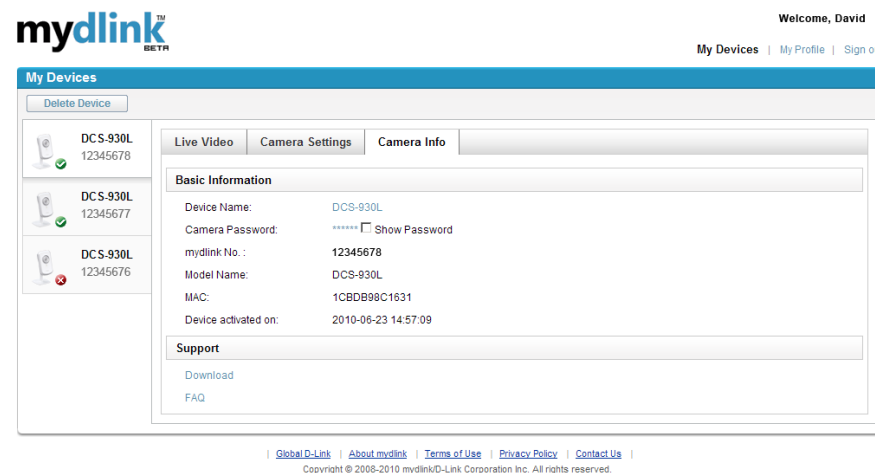 mydlink™
BETA
Welcome, David
My Devices | My Profile | Sign o
My Devices
Delete Device
DCS-930L
12345678
DCS-930L
12345677
DCS-930L
12345676
Live Video
Camera Settings
Camera Info
Basic Information
Device Name: DCS-930L
Camera Password: ****** Show Password
mydlink No. : 12345678
Model Name: DCS-930L
MAC: 1CBDB98C1631
Device activated on: 2010-06-23 14:57:09
Support
Download
FAQ
| Global D-Link | About mydlink | Terms of Use | Privacy Policy | Contact Us |
Copyright © 2008-2010 mydlink/D-Link Corporation Inc. All rights reserved.